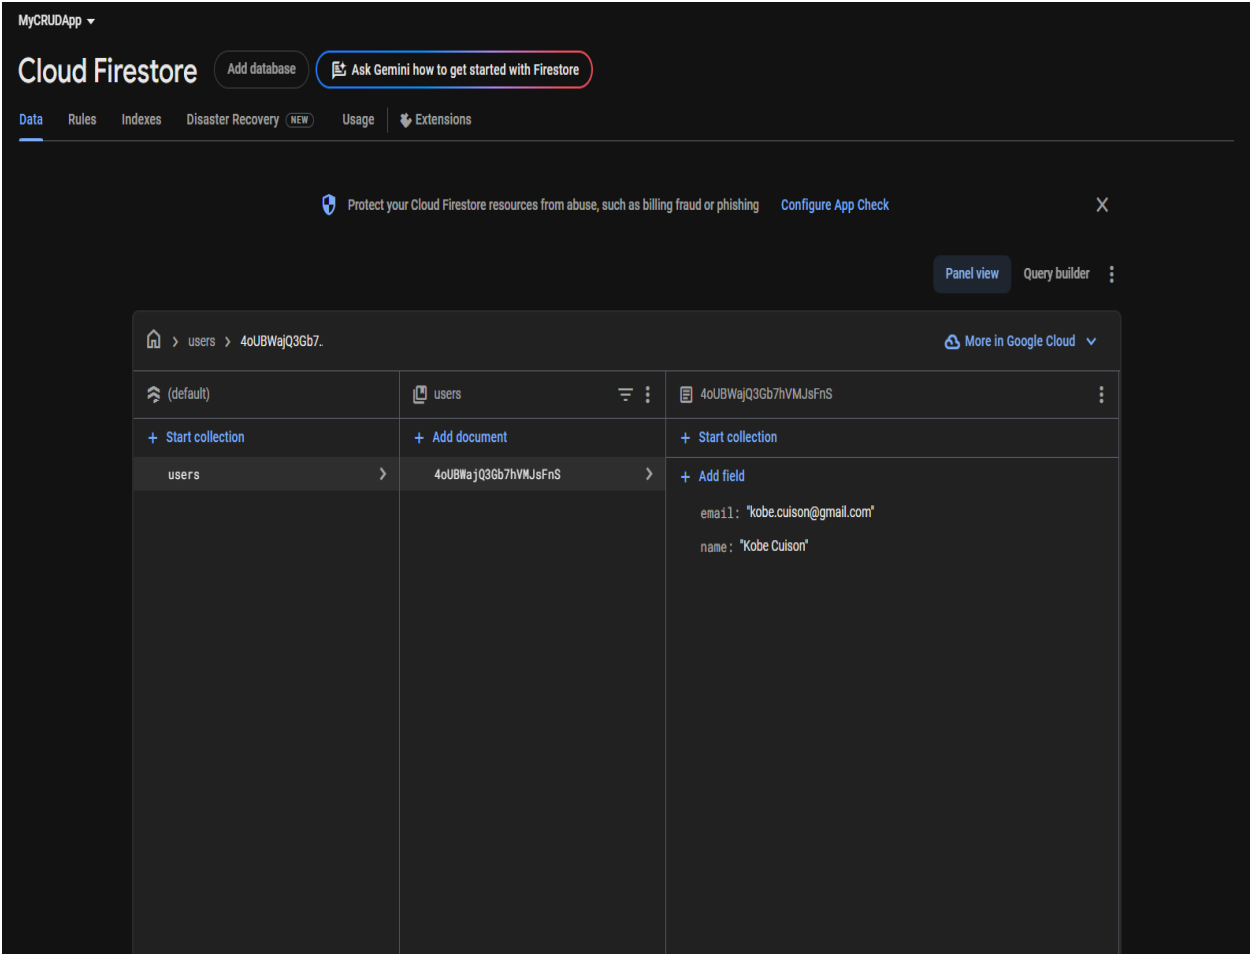 MyCRUDApp
Cloud Firestore Add database Ask Gemini how to get started with Firestore
Data Rules Indexes Disaster Recovery NEW Usage Extensions
Protect your Cloud Firestore resources from abuse, such as billing fraud or phishing Configure App Check
Panel view Query builder
users 4oUBWajQ3Gb7.. More in Google Cloud
(default) users 4oUBWajQ3Gb7hVMJsFnS
+ Start collection + Add document + Start collection
users 4oUBWajQ3Gb7hVMJsFnS + Add field
email: "kobe.cuison@gmail.com"
name: "Kobe Cuison"